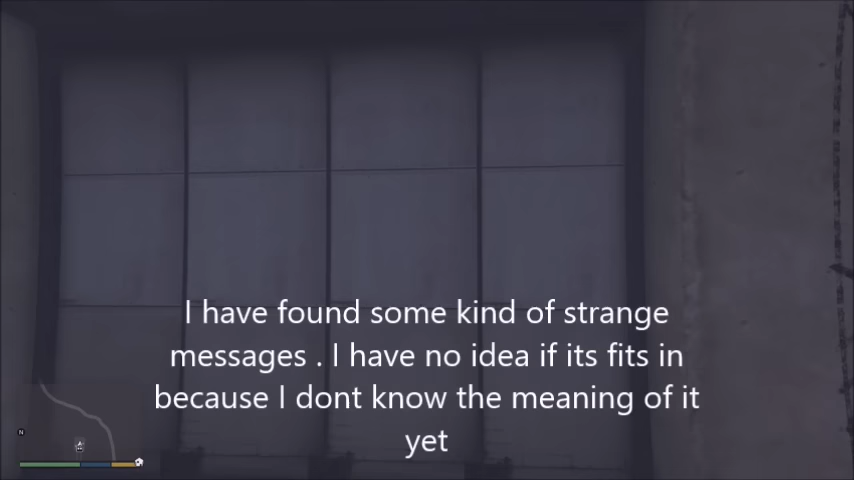 I have found some kind of strange
messages . I have no idea if its fits in
because I dont know the meaning of it
yet
N